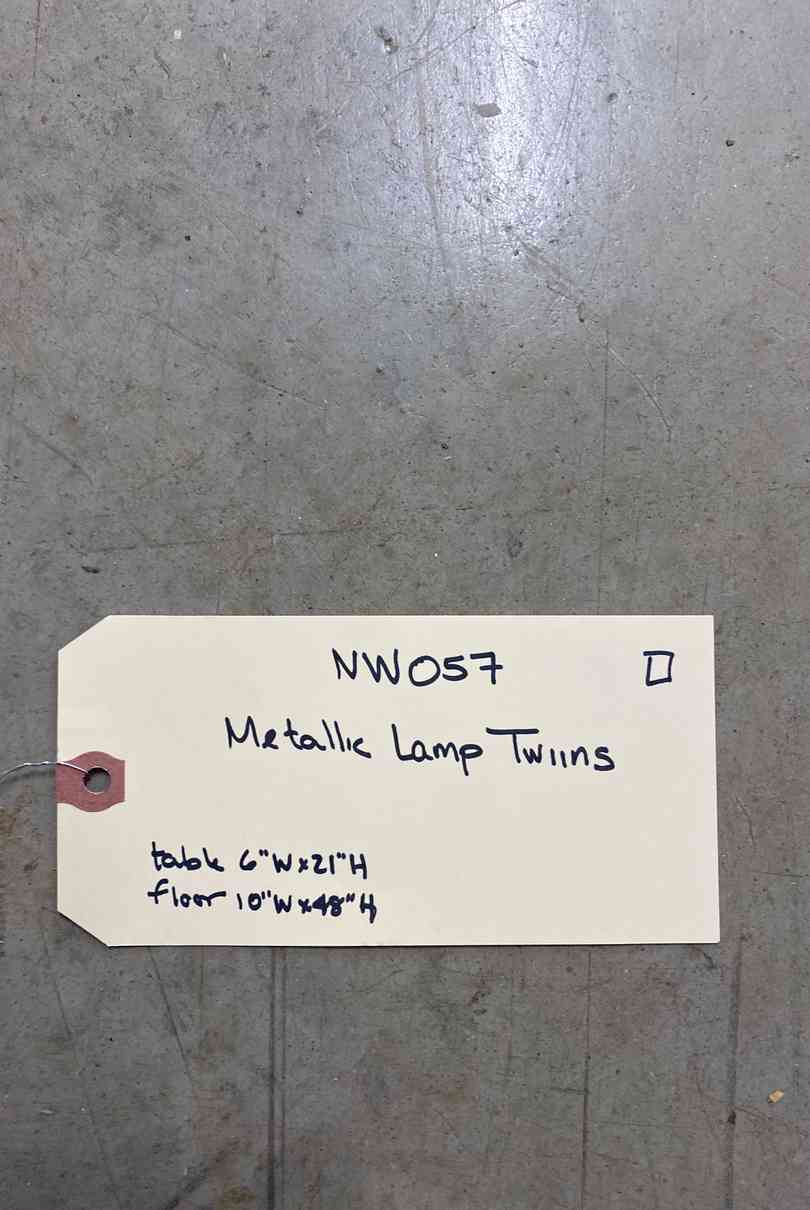 NW057
Metallic Lamp Twiins
table 6"W x 21"H
floor 10"W x 48"H